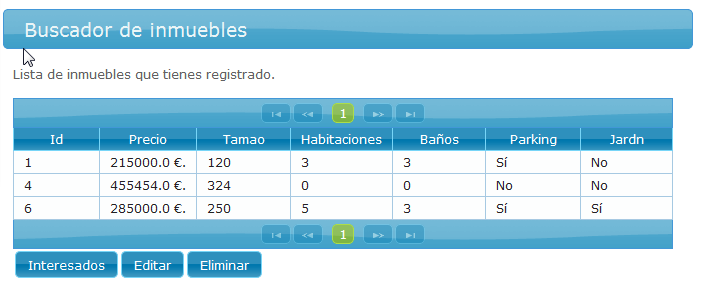 Buscador de inmuebles
Lista de inmuebles que tienes registrado.
1
Id Precio Tamao Habitaciones Baños Parking Jardn
1 215000.0 €. 120 3 3 Sí No
4 455454.0 €. 324 0 0 No No
6 285000.0 €. 250 5 3 Sí Sí
1
Interesados Editar Eliminar